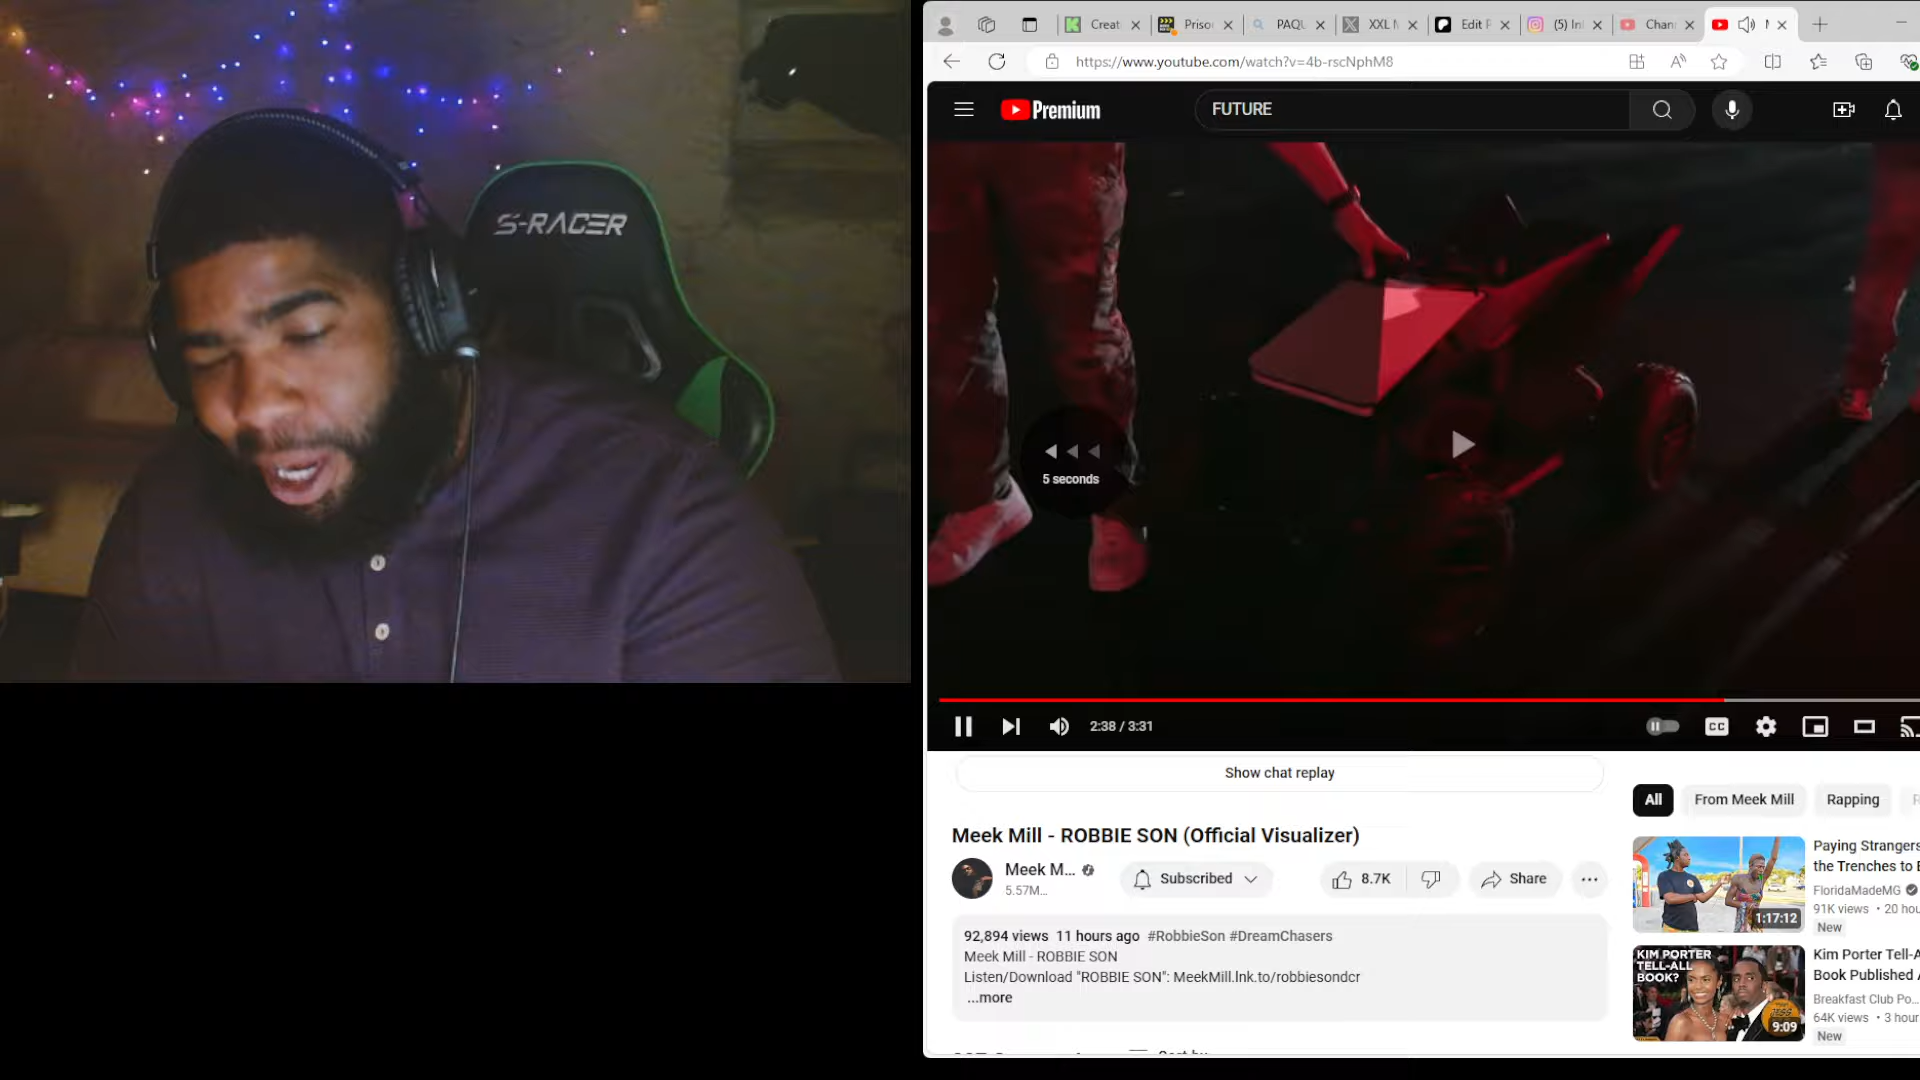 S-RACER
Creat
Priso
PAQU
XXL M
Edit P
(5) In
Chan
https://www.youtube.com/watch?v=4b-rscNphM8
Premium
FUTURE
5 seconds
2:38 / 3:31
CC
Show chat replay
All
From Meek Mill
Rapping
Meek Mill - ROBBIE SON (Official Visualizer)
Meek M...
5.57M...
Subscribed
8.7K
Share
92,894 views 11 hours ago #RobbieSon #DreamChasers
Meek Mill - ROBBIE SON
Listen/Download "ROBBIE SON": MeekMill.lnk.to/robbiesondcr
...more
Paying Strangers
the Trenches to
FloridaMadeMG
91K views • 20 hou
New
1:17:12
KIM PORTER
TELL-ALL
BOOK?
9:09
Kim Porter Tell-A
Book Published
Breakfast Club Po...
64K views • 3 hour
New